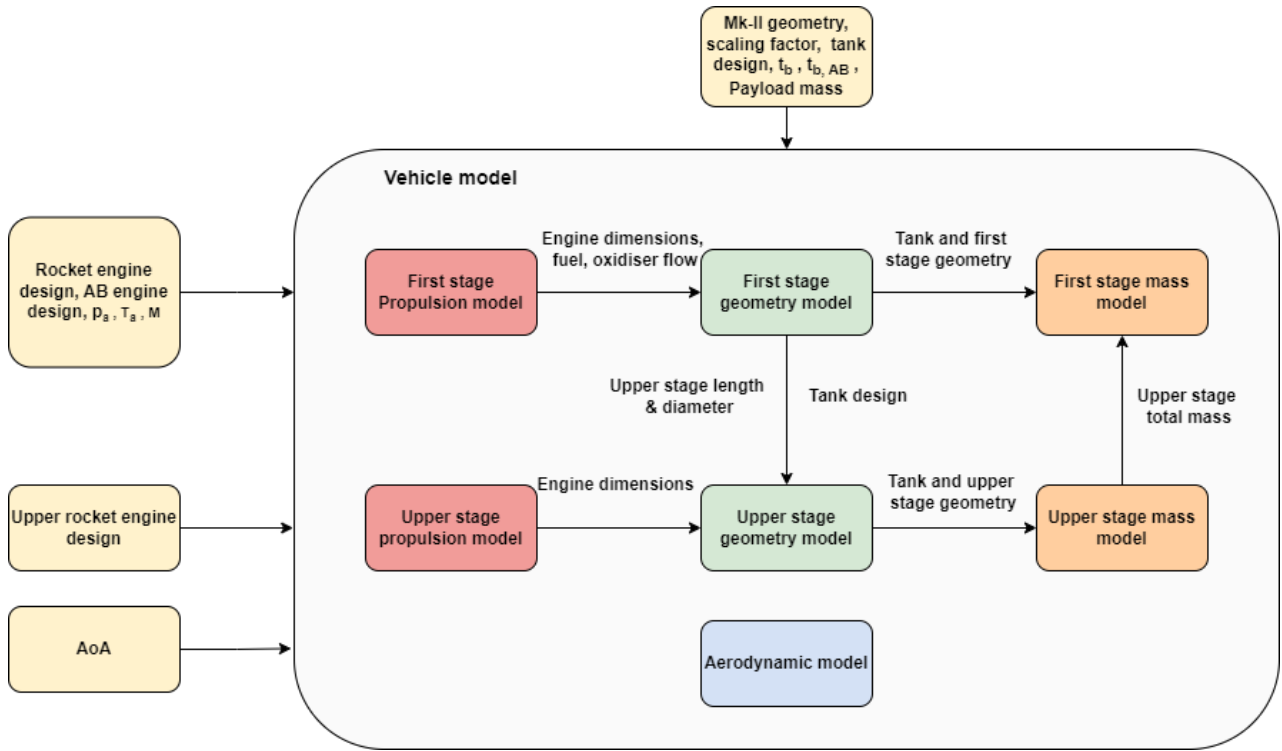 Mk-II geometry,
scaling factor, tank
design, t_b , t_b, AB ,
Payload mass
Vehicle model
Rocket engine
design, AB engine
design, p_a , T_a , M
First stage
Propulsion model
Engine dimensions,
fuel, oxidiser flow
First stage
geometry model
Tank and first
stage geometry
First stage mass
model
Upper stage length
& diameter
Tank design
Upper stage
total mass
Upper rocket engine
design
Upper stage
propulsion model
Engine dimensions
Upper stage
geometry model
Tank and upper
stage geometry
Upper stage mass
model
AoA
Aerodynamic model